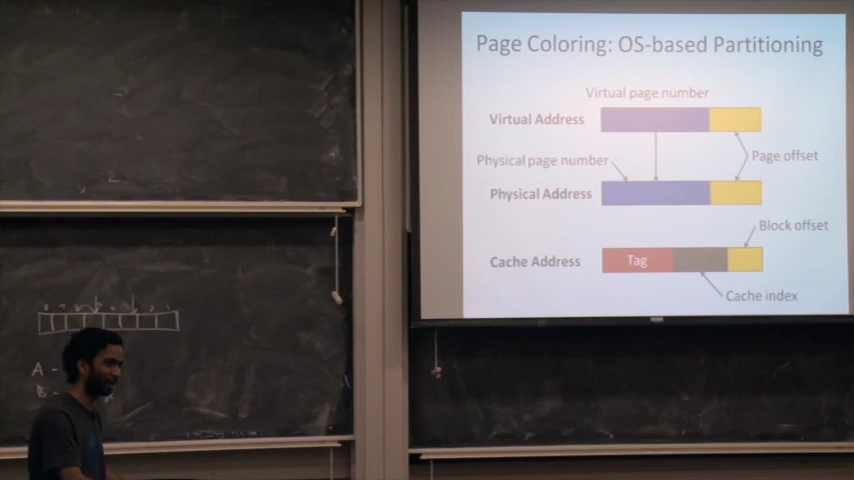 Page Coloring: OS-based Partitioning
Virtual page number
Virtual Address
Page offset
Physical page number
Physical Address
Block offset
Cache Address
Tag
Cache index
A -
B -